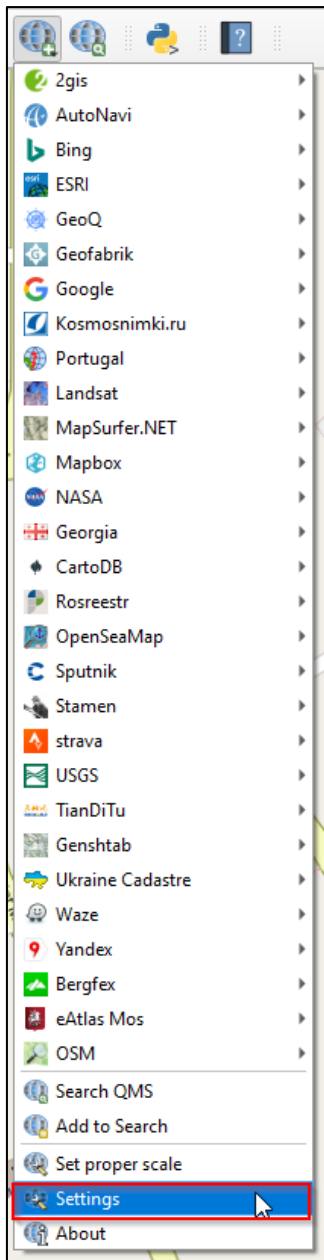 ?
2gis
AutoNavi
Bing
esri
ESRI
GeoQ
Geofabrik
Google
Kosmosnimki.ru
Portugal
Landsat
MapSurfer.NET
Mapbox
NASA
Georgia
CartoDB
Rosreestr
OpenSeaMap
Sputnik
Stamen
strava
USGS
TianDiTu
Genshtab
Ukraine Cadastre
Waze
Yandex
Bergfex
eAtlas Mos
OSM
Search QMS
Add to Search
Set proper scale
Settings
About